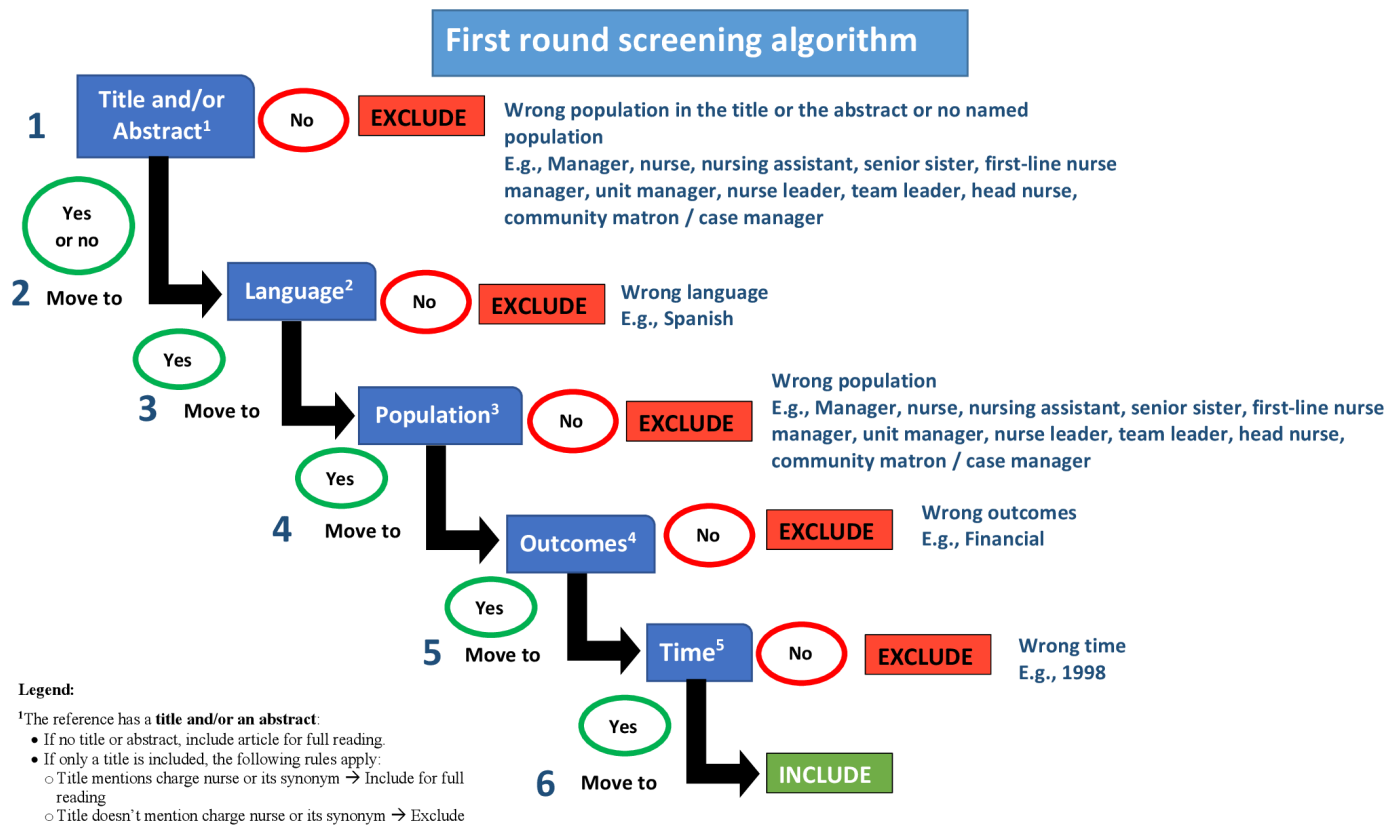 First round screening algorithm
1
Title and/or
Abstract¹
No
EXCLUDE
Wrong population in the title or the abstract or no named
population
E.g., Manager, nurse, nursing assistant, senior sister, first-line nurse
manager, unit manager, nurse leader, team leader, head nurse,
community matron / case manager
Yes
or no
2 Move to
Language²
No
EXCLUDE
Wrong language
E.g., Spanish
Yes
3 Move to
Population³
No
EXCLUDE
Wrong population
E.g., Manager, nurse, nursing assistant, senior sister, first-line nurse
manager, unit manager, nurse leader, team leader, head nurse,
community matron / case manager
Yes
4 Move to
Outcomes⁴
No
EXCLUDE
Wrong outcomes
E.g., Financial
Yes
5 Move to
Time⁵
No
EXCLUDE
Wrong time
E.g., 1998
Yes
6 Move to
INCLUDE
Legend:
¹The reference has a title and/or an abstract:
• If no title or abstract, include article for full reading.
• If only a title is included, the following rules apply:
○ Title mentions charge nurse or its synonym → Include for full
reading
○ Title doesn't mention charge nurse or its synonym → Exclude